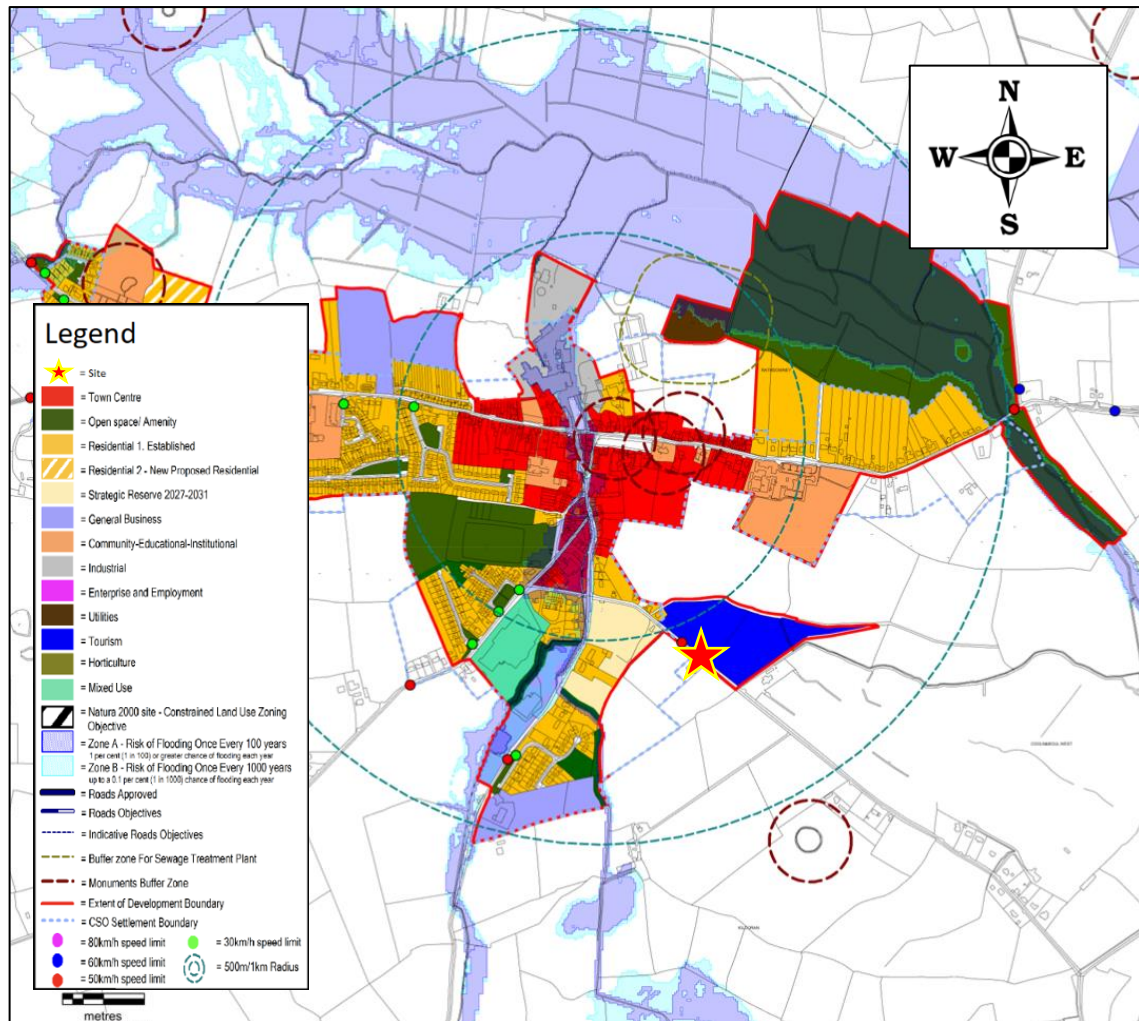 N
W E
S
Legend
= Site
= Town Centre
= Open space/ Amenity
= Residential 1. Established
= Residential 2 - New Proposed Residential
= Strategic Reserve 2027-2031
= General Business
= Community-Educational-Institutional
= Industrial
= Enterprise and Employment
= Utilities
= Tourism
= Horticulture
= Mixed Use
= Natura 2000 site - Constrained Land Use Zoning
Objective
= Zone A - Risk of Flooding Once Every 100 years
1 per cent (1 in 100) or greater chance of flooding each year
= Zone B - Risk of Flooding Once Every 1000 years
up to a 0.1 per cent (1 in 1000) chance of flooding each year
= Roads Approved
= Roads Objectives
= Indicative Roads Objectives
= Buffer zone For Sewage Treatment Plant
= Monuments Buffer Zone
= Extent of Development Boundary
= CSO Settlement Boundary
= 80km/h speed limit
= 30km/h speed limit
= 60km/h speed limit
= 500m/1km Radius
= 50km/h speed limit
metres